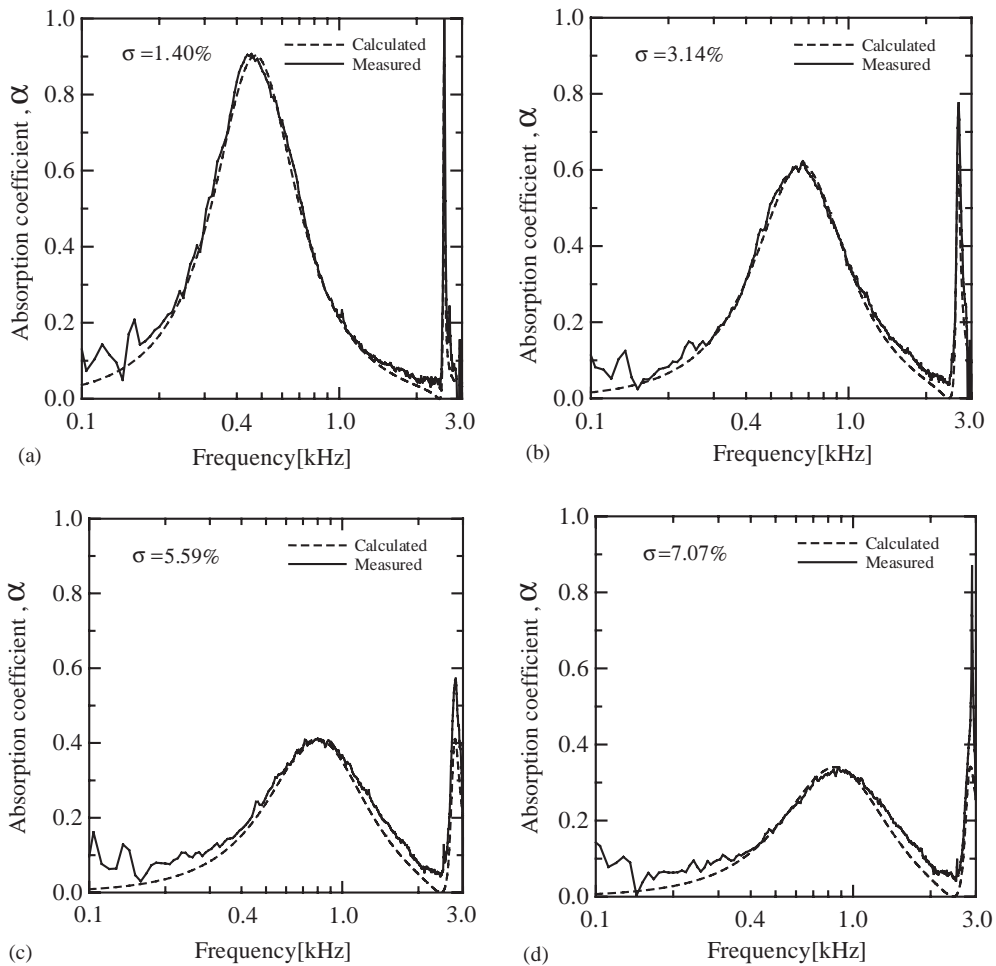 1.0
0.8
0.6
0.4
0.2
0.0
Absorption coefficient , α
σ =1.40%
Calculated
Measured
0.1
0.4
1.0
3.0
Frequency[kHz]
(a)
1.0
0.8
0.6
0.4
0.2
0.0
Absorption coefficient , α
σ =3.14%
Calculated
Measured
0.1
0.4
1.0
3.0
Frequency[kHz]
(b)
1.0
0.8
0.6
0.4
0.2
0.0
Absorption coefficient , α
σ =5.59%
Calculated
Measured
0.1
0.4
1.0
3.0
Frequency[kHz]
(c)
1.0
0.8
0.6
0.4
0.2
0.0
Absorption coefficient , α
σ=7.07%
Calculated
Measured
0.1
0.4
1.0
3.0
Frequency[kHz]
(d)